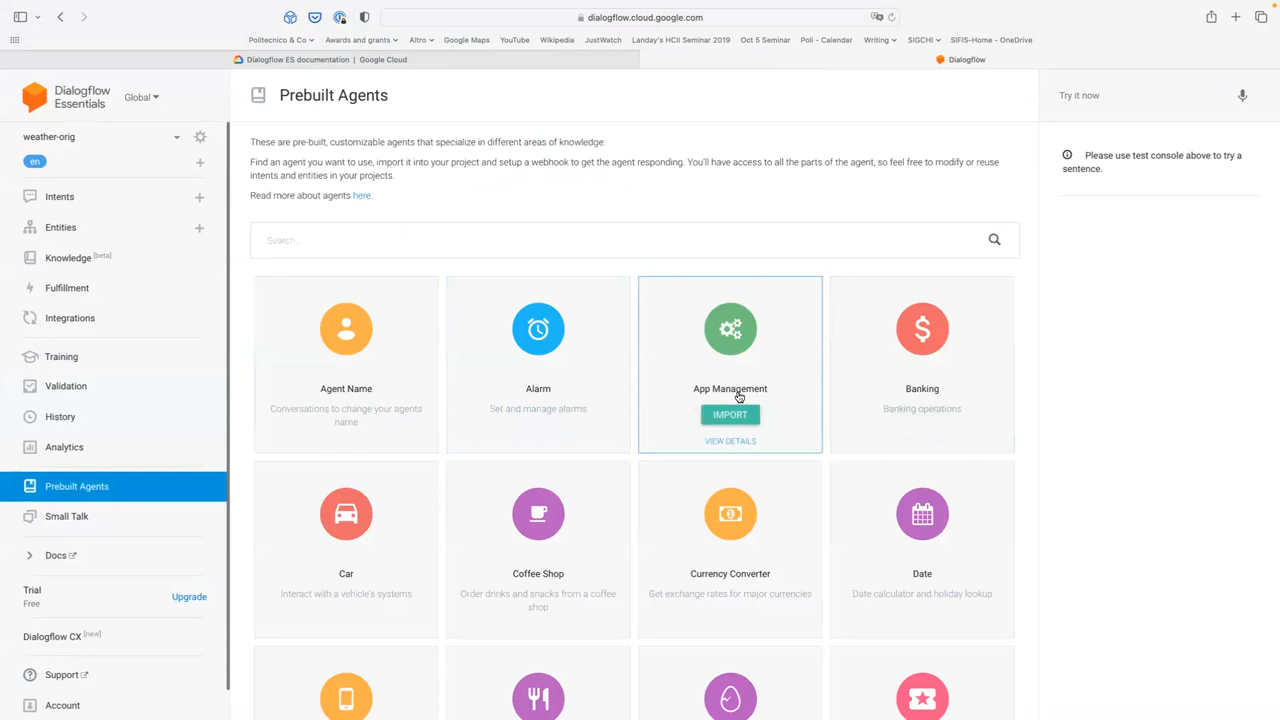 dialogflow.cloud.google.com
Politecnico & Co
Awards and grants
Altro
Google Maps
YouTube
Wikipedia
JustWatch
Landay's HCII Seminar 2019
Oct 5 Seminar
Poli - Calendar
Writing
SIGCHI
SIFIS-Home - OneDrive
Dialogflow ES documentation | Google Cloud
Dialogflow
Dialogflow
Essentials
Global
weather-orig
en
Intents
Entities
Knowledge [beta]
Fulfillment
Integrations
Training
Validation
History
Analytics
Prebuilt Agents
Small Talk
Docs
Trial
Free
Upgrade
Dialogflow CX [new]
Support
Account
Prebuilt Agents
These are pre-built, customizable agents that specialize in different areas of knowledge.
Find an agent you want to use, import it into your project and setup a webhook to get the agent responding. You'll have access to all the parts of the agent, so feel free to modify or reuse
intents and entities in your projects.
Read more about agents here.
Search..
Agent Name
Conversations to change your agents
name
Alarm
Set and manage alarms
App Management
IMPORT
VIEW DETAILS
Banking
Banking operations
Car
Interact with a vehicle's systems
Coffee Shop
Order drinks and snacks from a coffee
shop
Currency Converter
Get exchange rates for major currencies
Date
Date calculator and holiday lookup
Try it now
Please use test console above to try a
sentence.